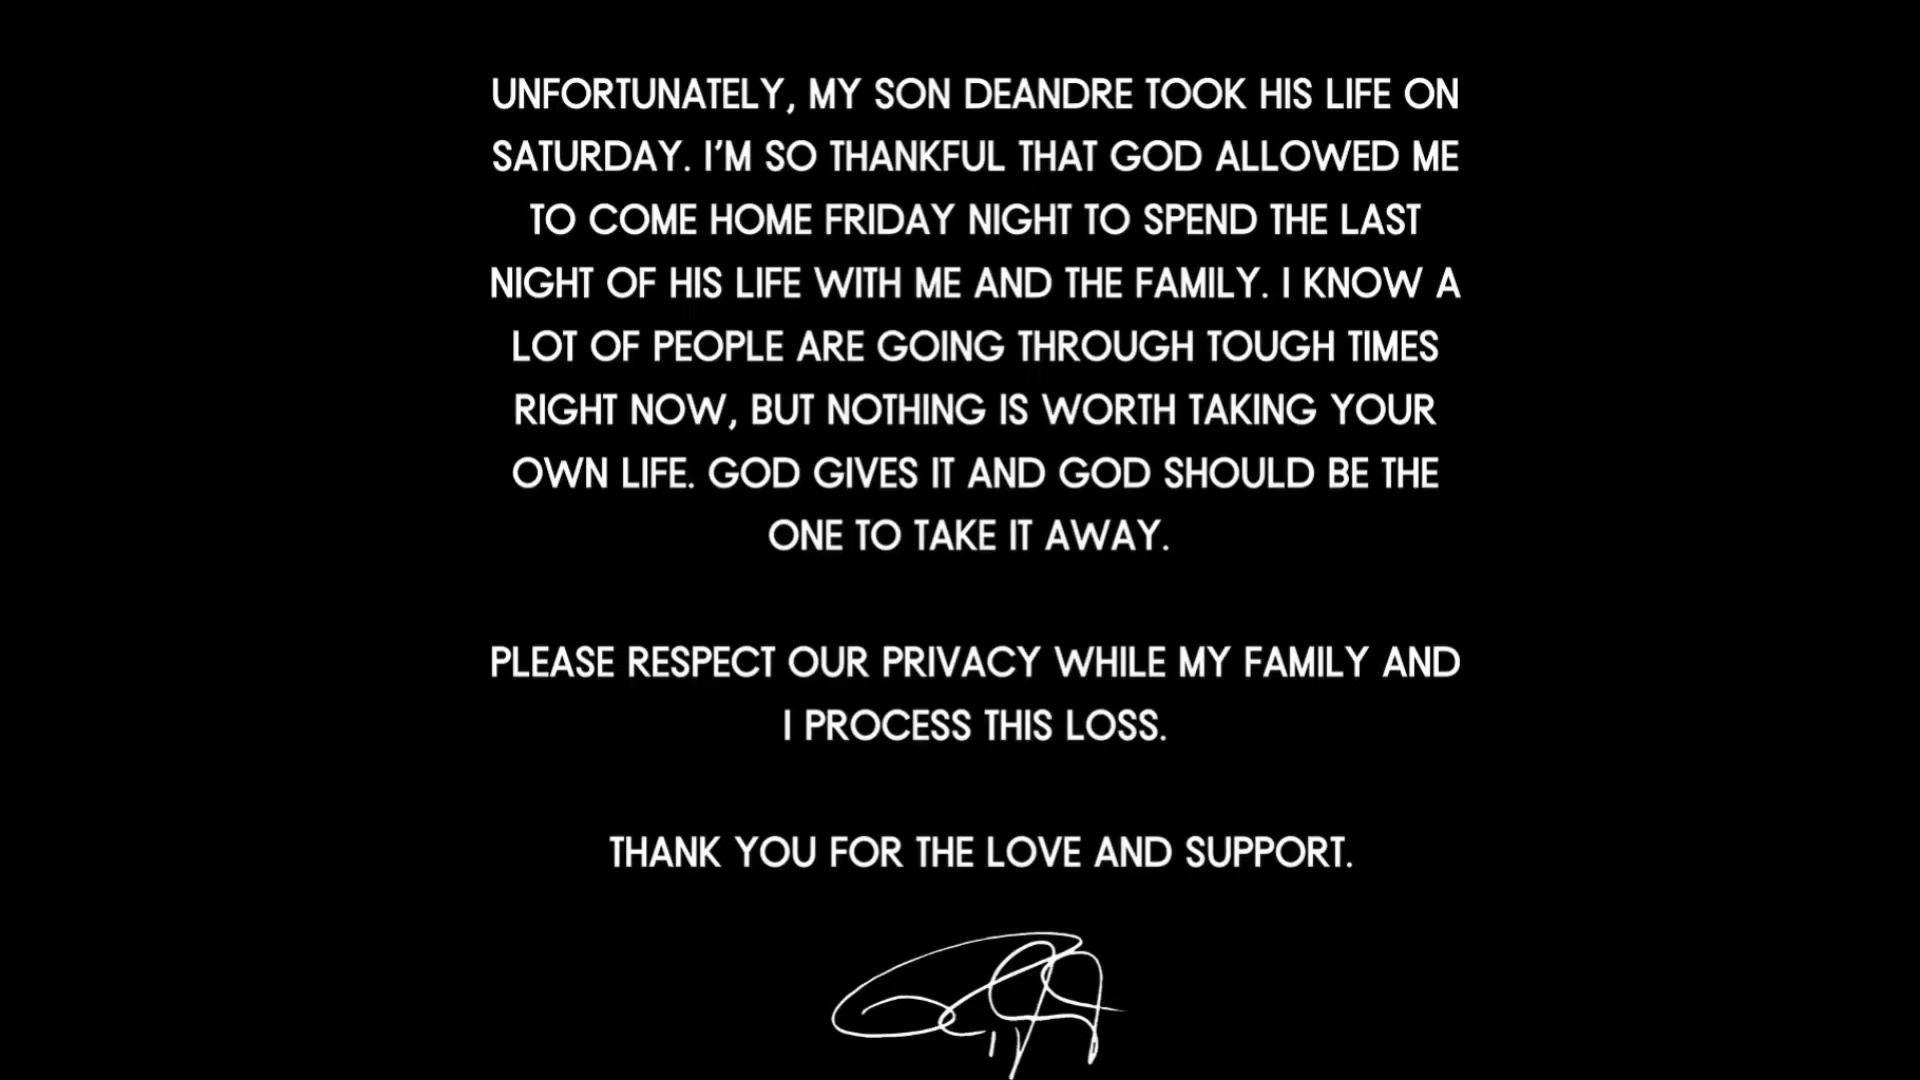 UNFORTUNATELY, MY SON DEANDRE TOOK HIS LIFE ON
SATURDAY. I'M SO THANKFUL THAT GOD ALLOWED ME
TO COME HOME FRIDAY NIGHT TO SPEND THE LAST
NIGHT OF HIS LIFE WITH ME AND THE FAMILY. I KNOW A
LOT OF PEOPLE ARE GOING THROUGH TOUGH TIMES
RIGHT NOW, BUT NOTHING IS WORTH TAKING YOUR
OWN LIFE. GOD GIVES IT AND GOD SHOULD BE THE
ONE TO TAKE IT AWAY.
PLEASE RESPECT OUR PRIVACY WHILE MY FAMILY AND
I PROCESS THIS LOSS.
THANK YOU FOR THE LOVE AND SUPPORT.